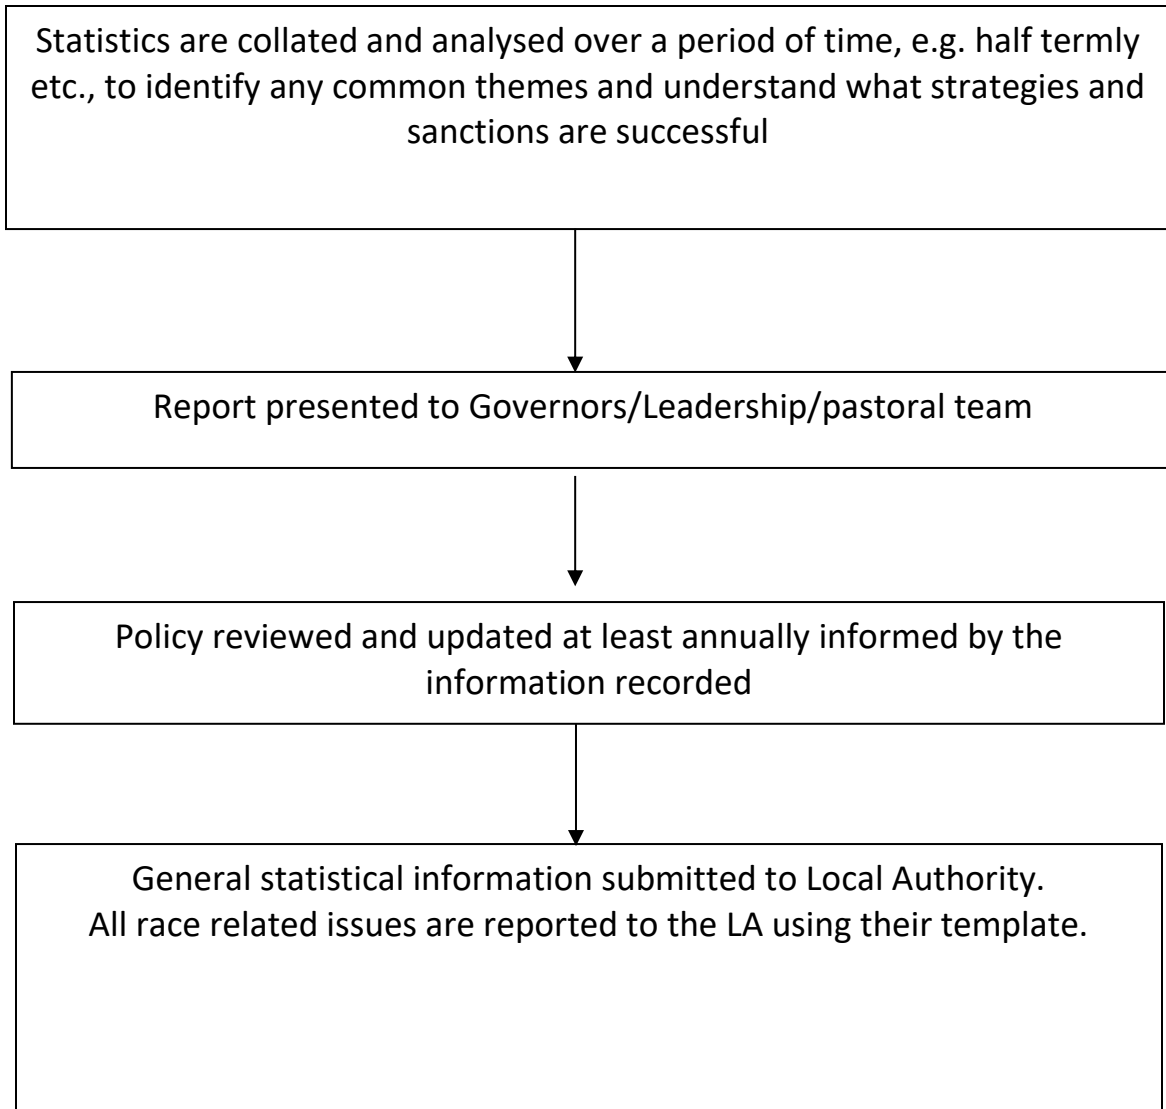 Statistics are collated and analysed over a period of time, e.g. half termly
etc., to identify any common themes and understand what strategies and
sanctions are successful
Report presented to Governors/Leadership/pastoral team
Policy reviewed and updated at least annually informed by the
information recorded
General statistical information submitted to Local Authority.
All race related issues are reported to the LA using their template.